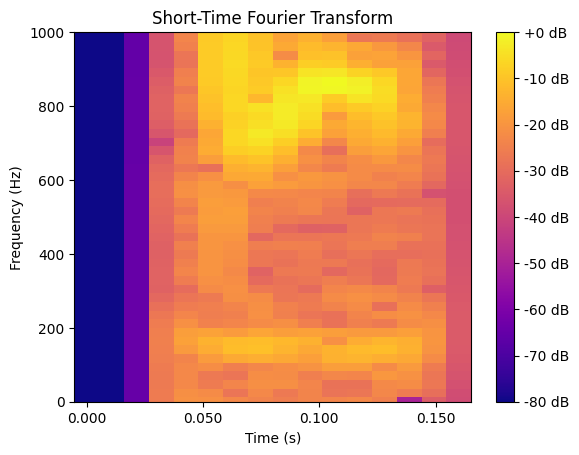 Short-Time Fourier Transform
Frequency (Hz)
1000
800
600
400
200
0
0.000
0.050
0.100
0.150
Time (s)
+0 dB
-10 dB
-20 dB
-30 dB
-40 dB
-50 dB
-60 dB
-70 dB
-80 dB